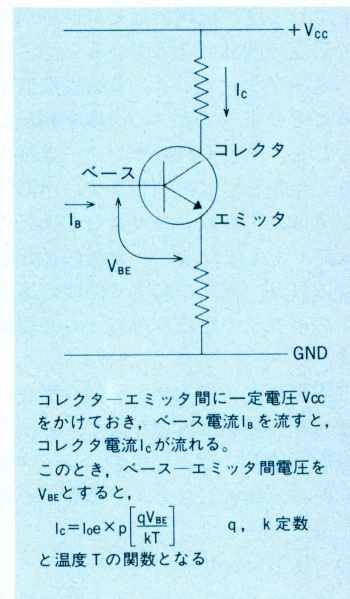 +Vcc
Ic
コレクタ
ベース
IB
エミッタ
VBE
GND
コレクタ―エミッタ間に一定電圧Vcc
をかけておき，ベース電流IBを流すと，
コレクタ電流Icが流れる。
このとき，ベース―エミッタ間電圧を
VBEとすると，
Ic=I0e×p[qVBE/kT]　q，k定数
と温度Tの関数となる